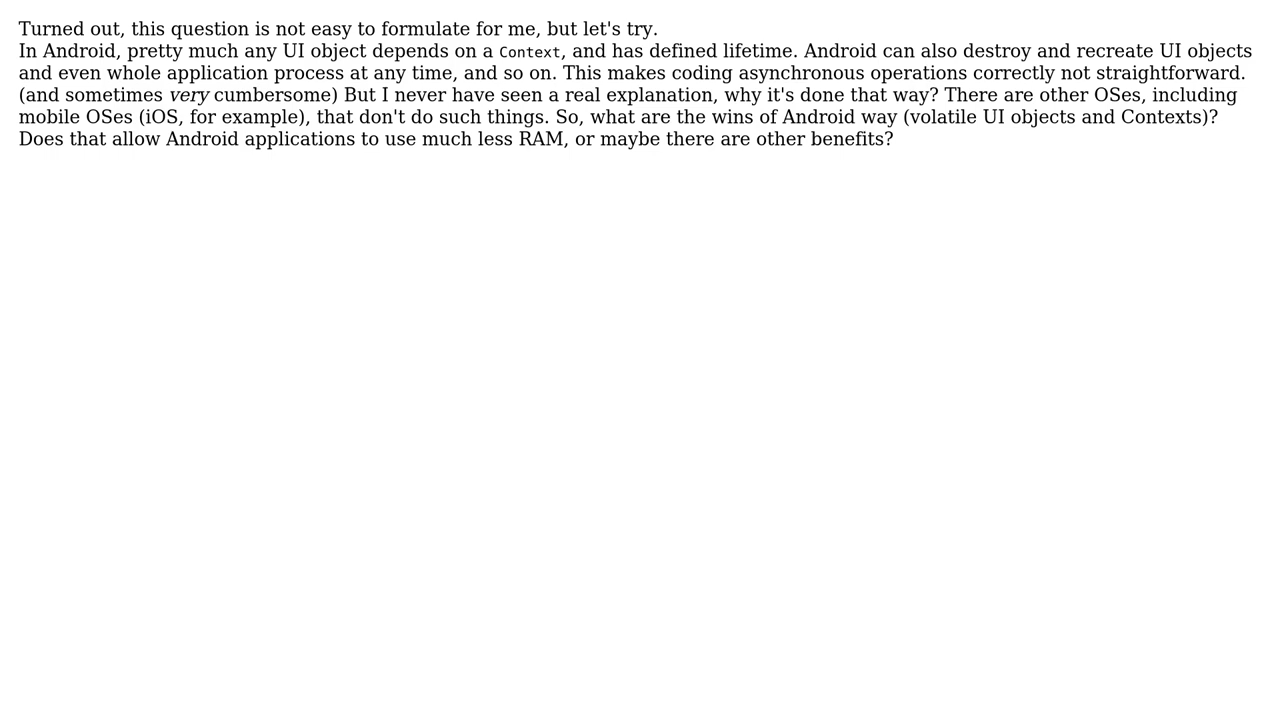 Turned out, this question is not easy to formulate for me, but let's try.
In Android, pretty much any UI object depends on a Context, and has defined lifetime. Android can also destroy and recreate UI objects
and even whole application process at any time, and so on. This makes coding asynchronous operations correctly not straightforward.
(and sometimes very cumbersome) But I never have seen a real explanation, why it's done that way? There are other OSes, including
mobile OSes (iOS, for example), that don't do such things. So, what are the wins of Android way (volatile UI objects and Contexts)?
Does that allow Android applications to use much less RAM, or maybe there are other benefits?